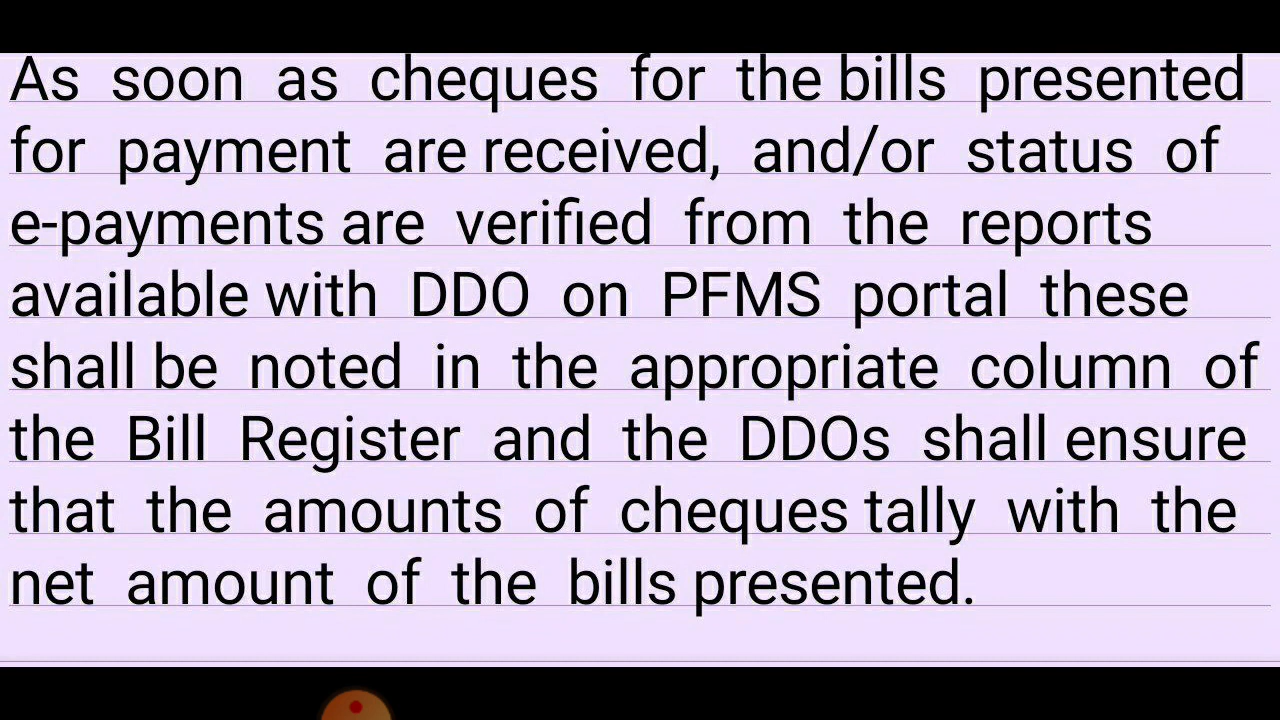 As soon as cheques for the bills presented
for payment are received, and/or status of
e-payments are verified from the reports
available with DDO on PFMS portal these
shall be noted in the appropriate column of
the Bill Register and the DDOs shall ensure
that the amounts of cheques tally with the
net amount of the bills presented.